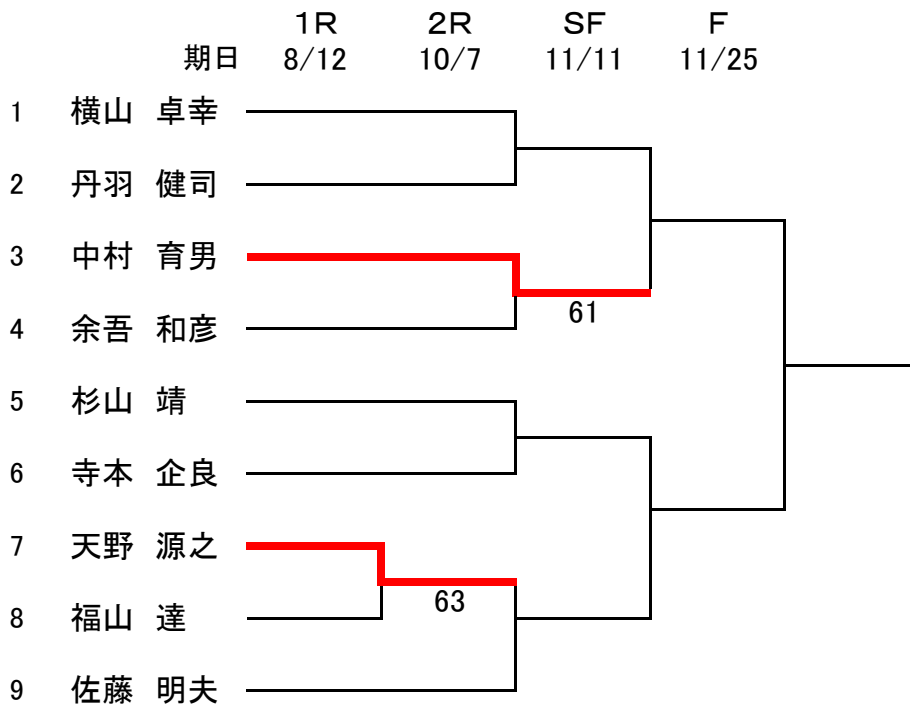 1R 2R SF F
期日 8/12 10/7 11/11 11/25
1 横山 卓幸
2 丹羽 健司
3 中村 育男
61
4 余吾 和彦
5 杉山 靖
6 寺本 企良
7 天野 源之
63
8 福山 達
9 佐藤 明夫